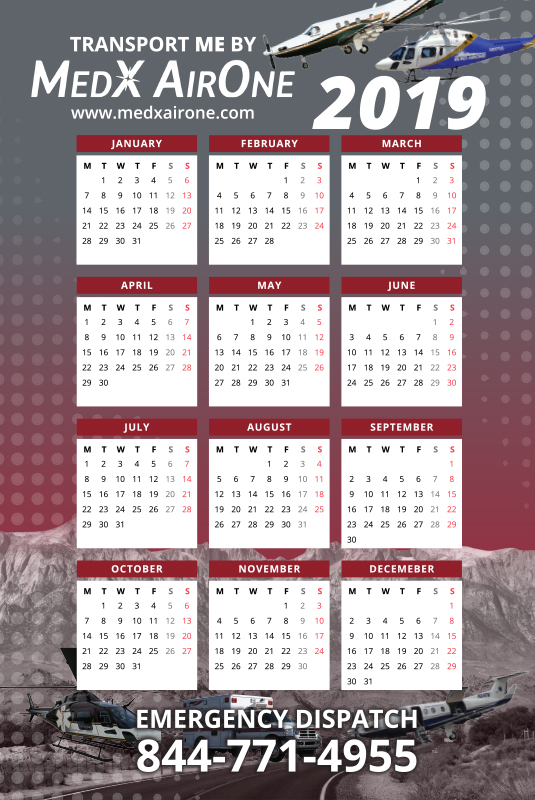 TRANSPORT ME BY
MEDX AIRONE
www.medxairone.com
2019
JANUARY
M T W T F S S
1 2 3 4 5 6
7 8 9 10 11 12 13
14 15 16 17 18 19 20
21 22 23 24 25 26 27
28 29 30 31
FEBRUARY
M T W T F S S
1 2 3
4 5 6 7 8 9 10
11 12 13 14 15 16 17
18 19 20 21 22 23 24
25 26 27 28
MARCH
M T W T F S S
1 2 3
4 5 6 7 8 9 10
11 12 13 14 15 16 17
18 19 20 21 22 23 24
25 26 27 28 29 30 31
APRIL
M T W T F S S
1 2 3 4 5 6 7
8 9 10 11 12 13 14
15 16 17 18 19 20 21
22 23 24 25 26 27 28
29 30
MAY
M T W T F S S
1 2 3 4 5
6 7 8 9 10 11 12
13 14 15 16 17 18 19
20 21 22 23 24 25 26
27 28 29 30 31
JUNE
M T W T F S S
1 2
3 4 5 6 7 8 9
10 11 12 13 14 15 16
17 18 19 20 21 22 23
24 25 26 27 28 29 30
JULY
M T W T F S S
1 2 3 4 5 6 7
8 9 10 11 12 13 14
15 16 17 18 19 20 21
22 23 24 25 26 27 28
29 30 31
AUGUST
M T W T F S S
1 2 3 4
5 6 7 8 9 10 11
12 13 14 15 16 17 18
19 20 21 22 23 24 25
26 27 28 29 30 31
SEPTEMBER
M T W T F S S
1
2 3 4 5 6 7 8
9 10 11 12 13 14 15
16 17 18 19 20 21 22
23 24 25 26 27 28 29
30
OCTOBER
M T W T F S S
1 2 3 4 5 6
7 8 9 10 11 12 13
14 15 16 17 18 19 20
21 22 23 24 25 26 27
28 29 30 31
NOVEMBER
M T W T F S S
1 2 3
4 5 6 7 8 9 10
11 12 13 14 15 16 17
18 19 20 21 22 23 24
25 26 27 28 29 30
DECEMEBER
M T W T F S S
1
2 3 4 5 6 7 8
9 10 11 12 13 14 15
16 17 18 19 20 21 22
23 24 25 26 27 28 29
30 31
EMERGENCY DISPATCH
844-771-4955